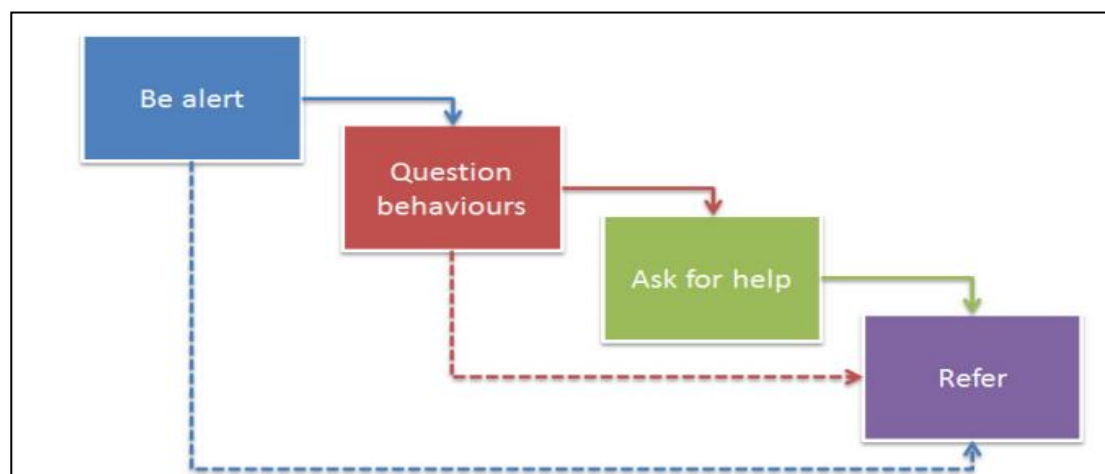 Be alert
Question
behaviours
Ask for help
Refer